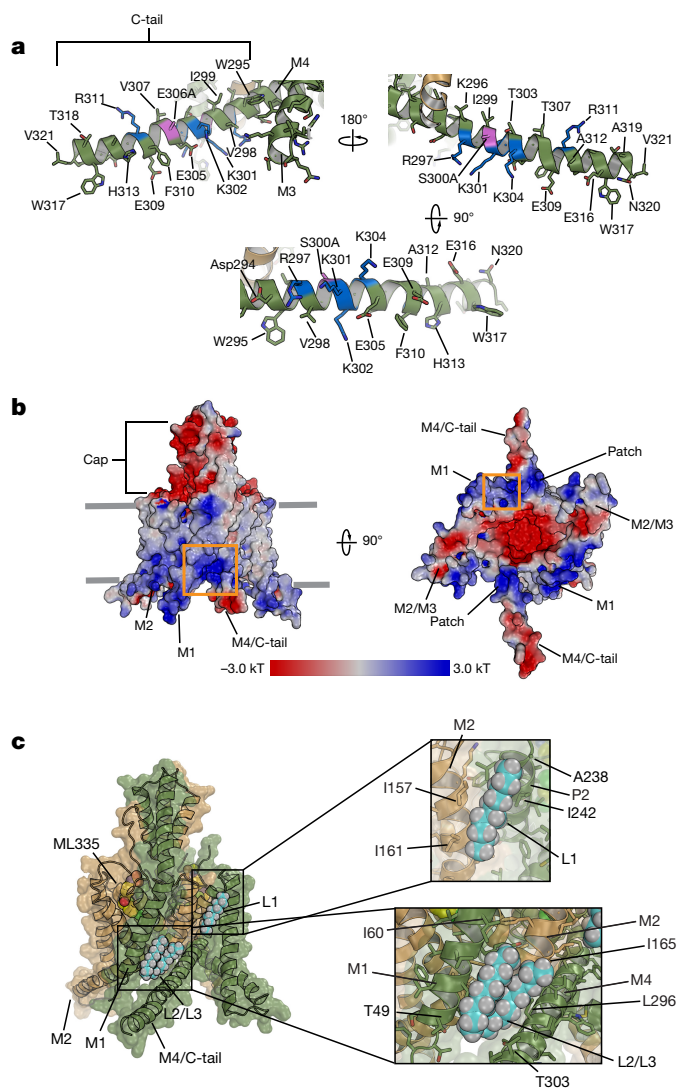 C-tail
a
W295
M4
I299
V307
E306A
R311
T318
V321
V298
K301
K302
E305
F310
H313
E309
W317
M3
180°
K296
I299
T303
T307
R311
A312
A319
V321
R297
S300A
K301
K304
E309
E316
N320
W317
90°
K304
S300A
K301
R297
Asp294
E309
A312
E316
N320
W295
V298
K302
E305
F310
H313
W317
b
Cap
M2
M1
M4/C-tail
90°
M4/C-tail
Patch
M1
M2/M3
M2/M3
Patch
M1
M4/C-tail
–3.0 kT
3.0 kT
c
M2
A238
P2
I157
I242
I161
L1
ML335
L1
M2
M1
L2/L3
M4/C-tail
I60
M2
I165
M1
M4
L296
T49
L2/L3
T303